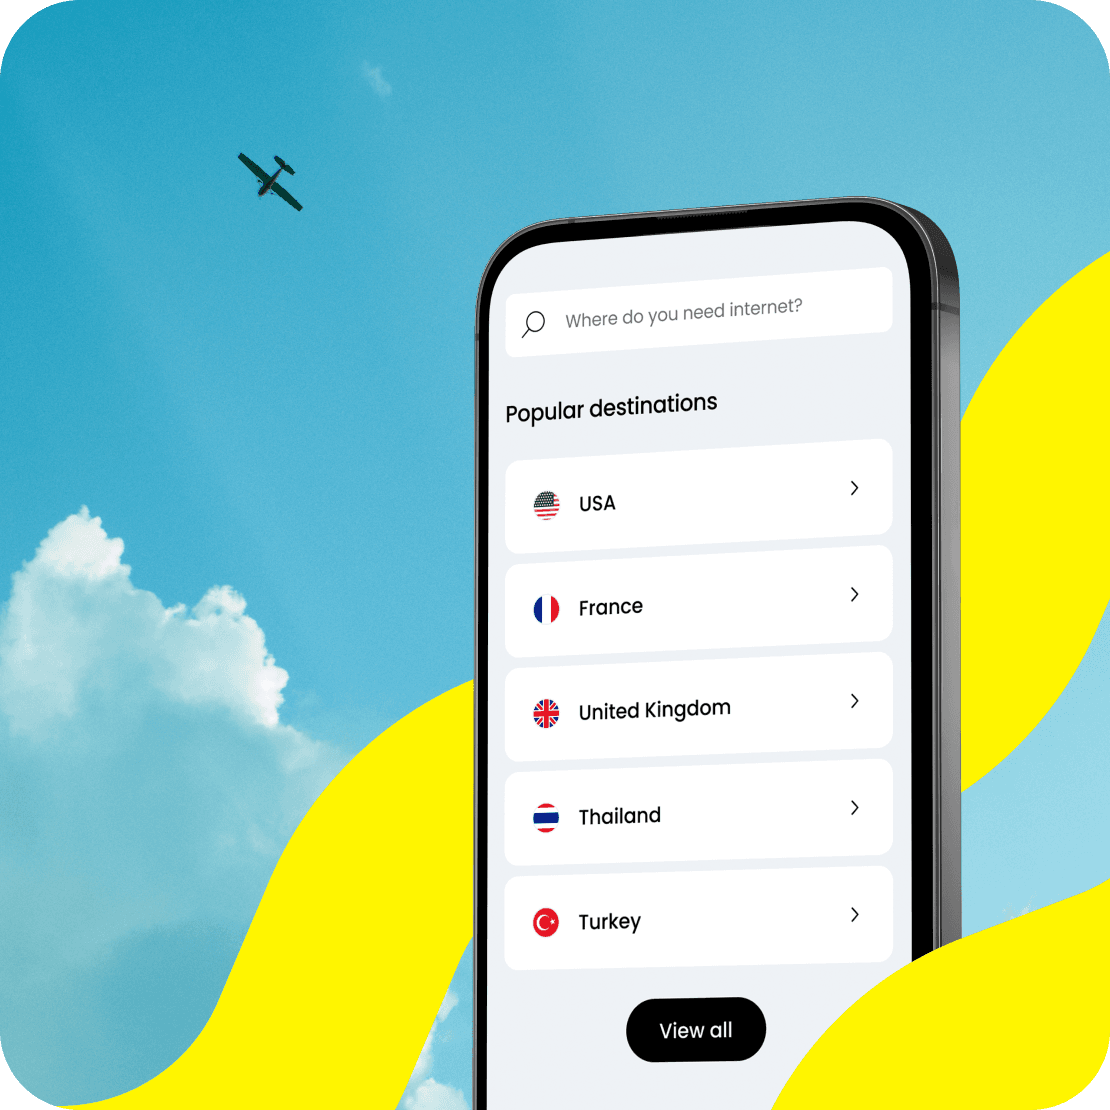 Where do you need internet?
Popular destinations
USA
France
United Kingdom
Thailand
Turkey
View all